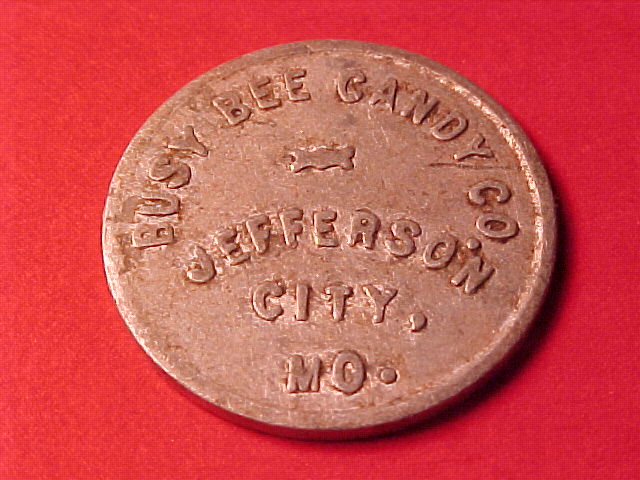 BUSY BEE CANDY CO.
JEFFERSON
CITY,
MO.